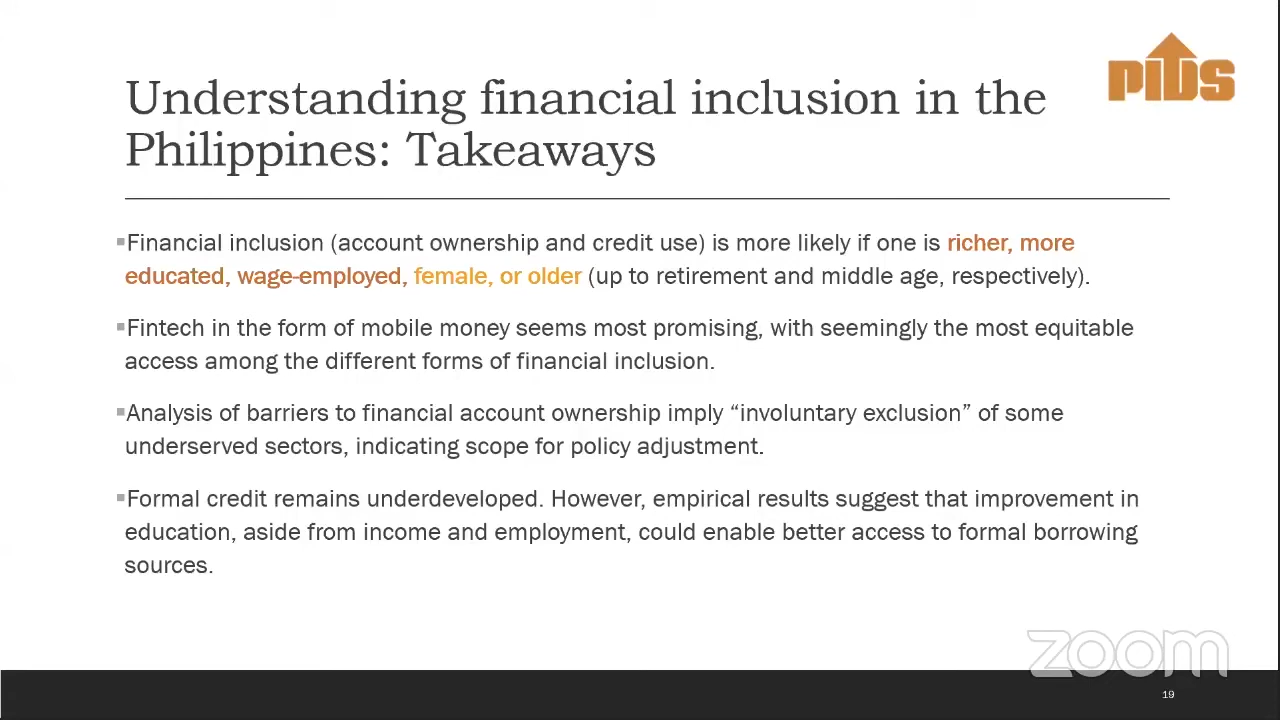 PIDS
Understanding financial inclusion in the
Philippines: Takeaways
▪Financial inclusion (account ownership and credit use) is more likely if one is richer, more
educated, wage-employed, female, or older (up to retirement and middle age, respectively).
▪Fintech in the form of mobile money seems most promising, with seemingly the most equitable
access among the different forms of financial inclusion.
▪Analysis of barriers to financial account ownership imply “involuntary exclusion” of some
underserved sectors, indicating scope for policy adjustment.
▪Formal credit remains underdeveloped. However, empirical results suggest that improvement in
education, aside from income and employment, could enable better access to formal borrowing
sources.
zoom
19